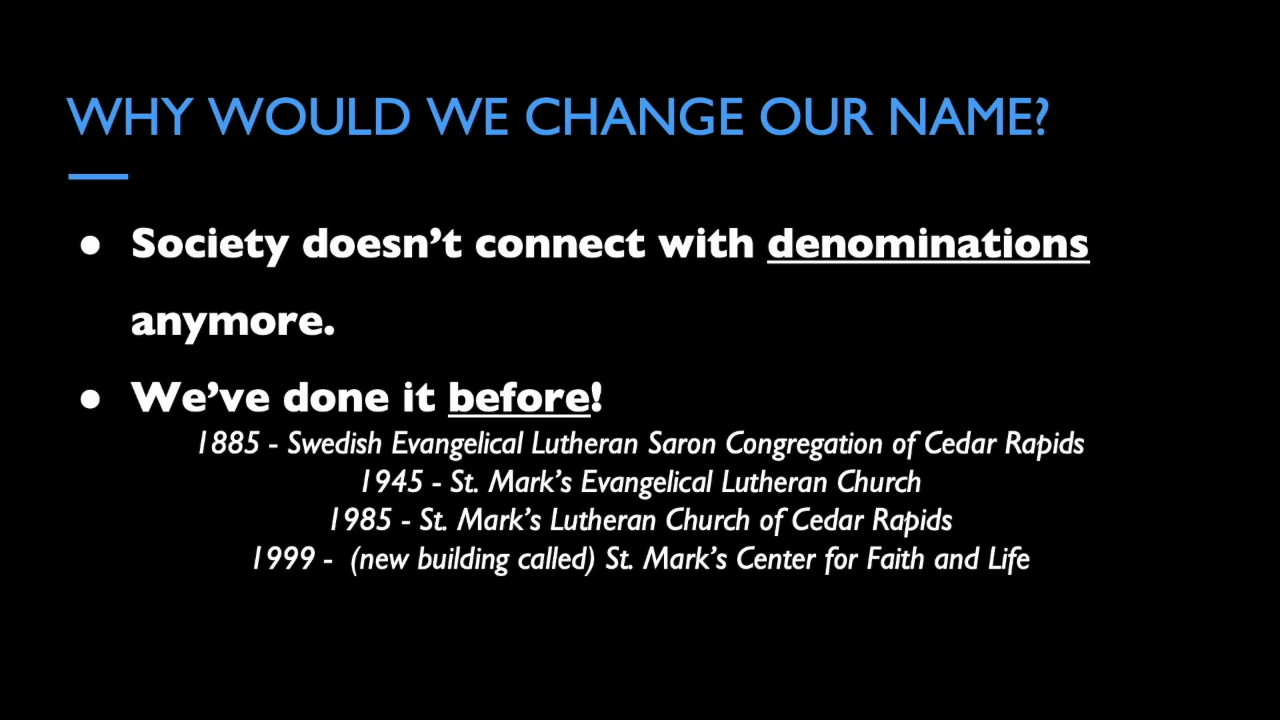 WHY WOULD WE CHANGE OUR NAME?
● Society doesn’t connect with denominations
anymore.
● We’ve done it before!
1885 - Swedish Evangelical Lutheran Saron Congregation of Cedar Rapids
1945 - St. Mark’s Evangelical Lutheran Church
1985 - St. Mark’s Lutheran Church of Cedar Rapids
1999 - (new building called) St. Mark’s Center for Faith and Life